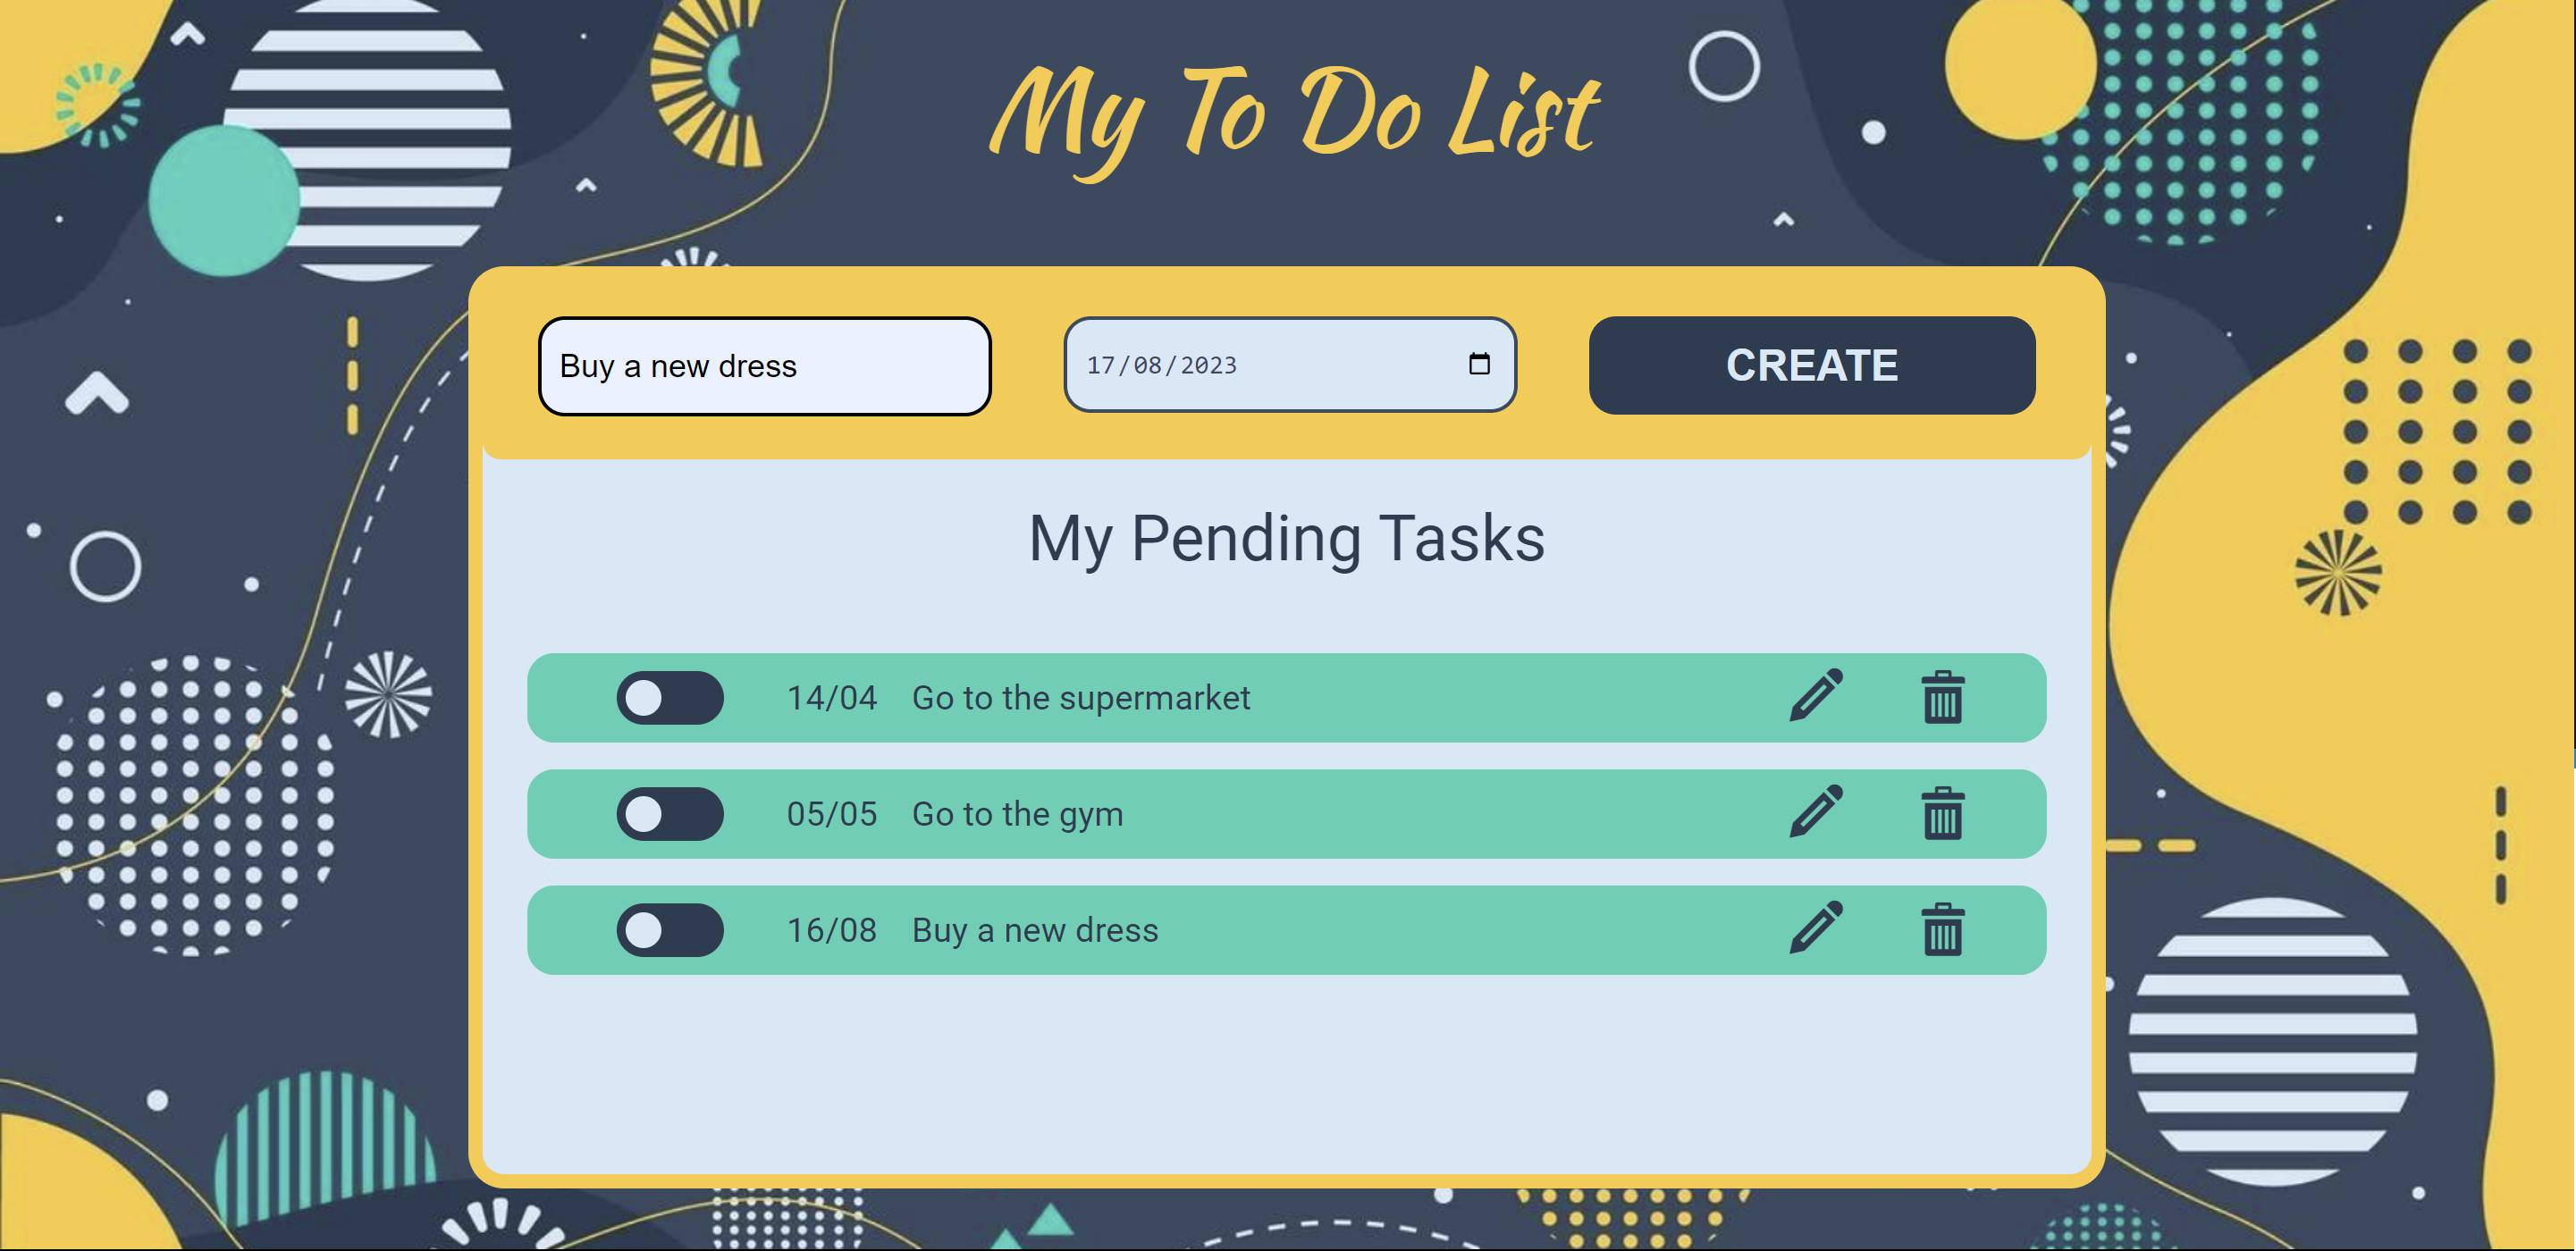 My To Do List
Buy a new dress 17/08/2023 CREATE
My Pending Tasks
14/04 Go to the supermarket
05/05 Go to the gym
16/08 Buy a new dress